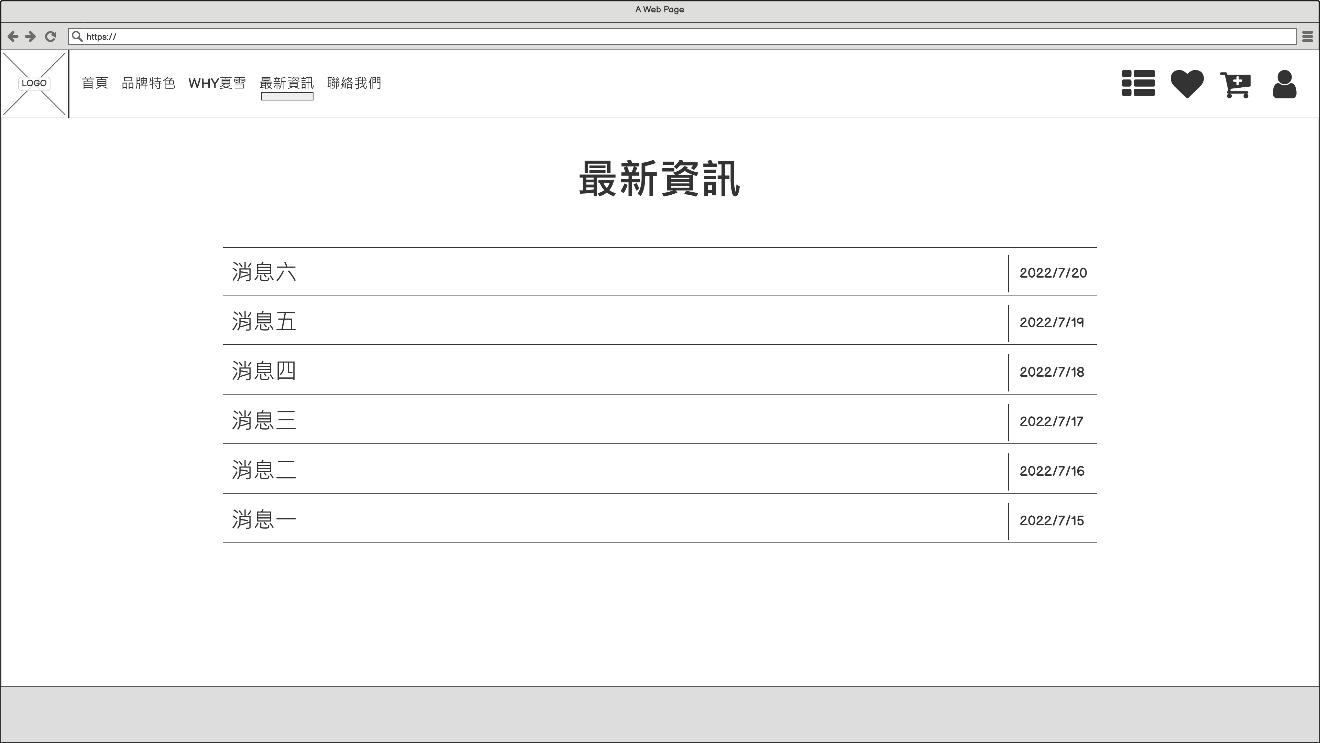 A Web Page
https://
LOGO 首頁 品牌特色 WHY夏雪 最新資訊 聯絡我們
最新資訊
消息六 2022/7/20
消息五 2022/7/19
消息四 2022/7/18
消息三 2022/7/17
消息二 2022/7/16
消息一 2022/7/15